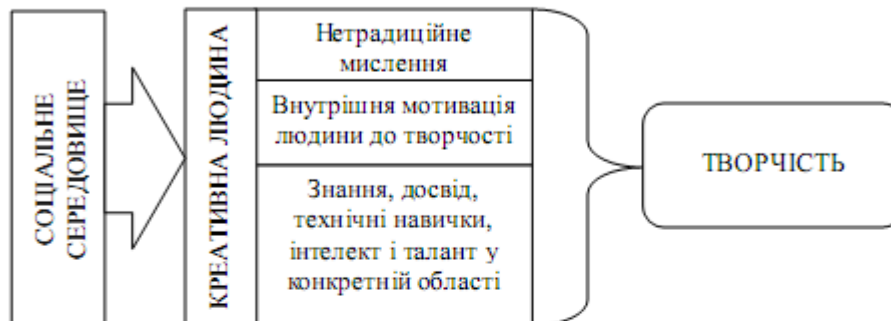 СОЦІАЛЬНЕ
СЕРЕДОВИЩЕ
КРЕАТИВНА ЛЮДИНА
Нетрадиційне
мислення
Внутрішня мотивація
людини до творчості
Знання, досвід,
технічні навички,
інтелект і талант у
конкретній області
ТВОРЧІСТЬ